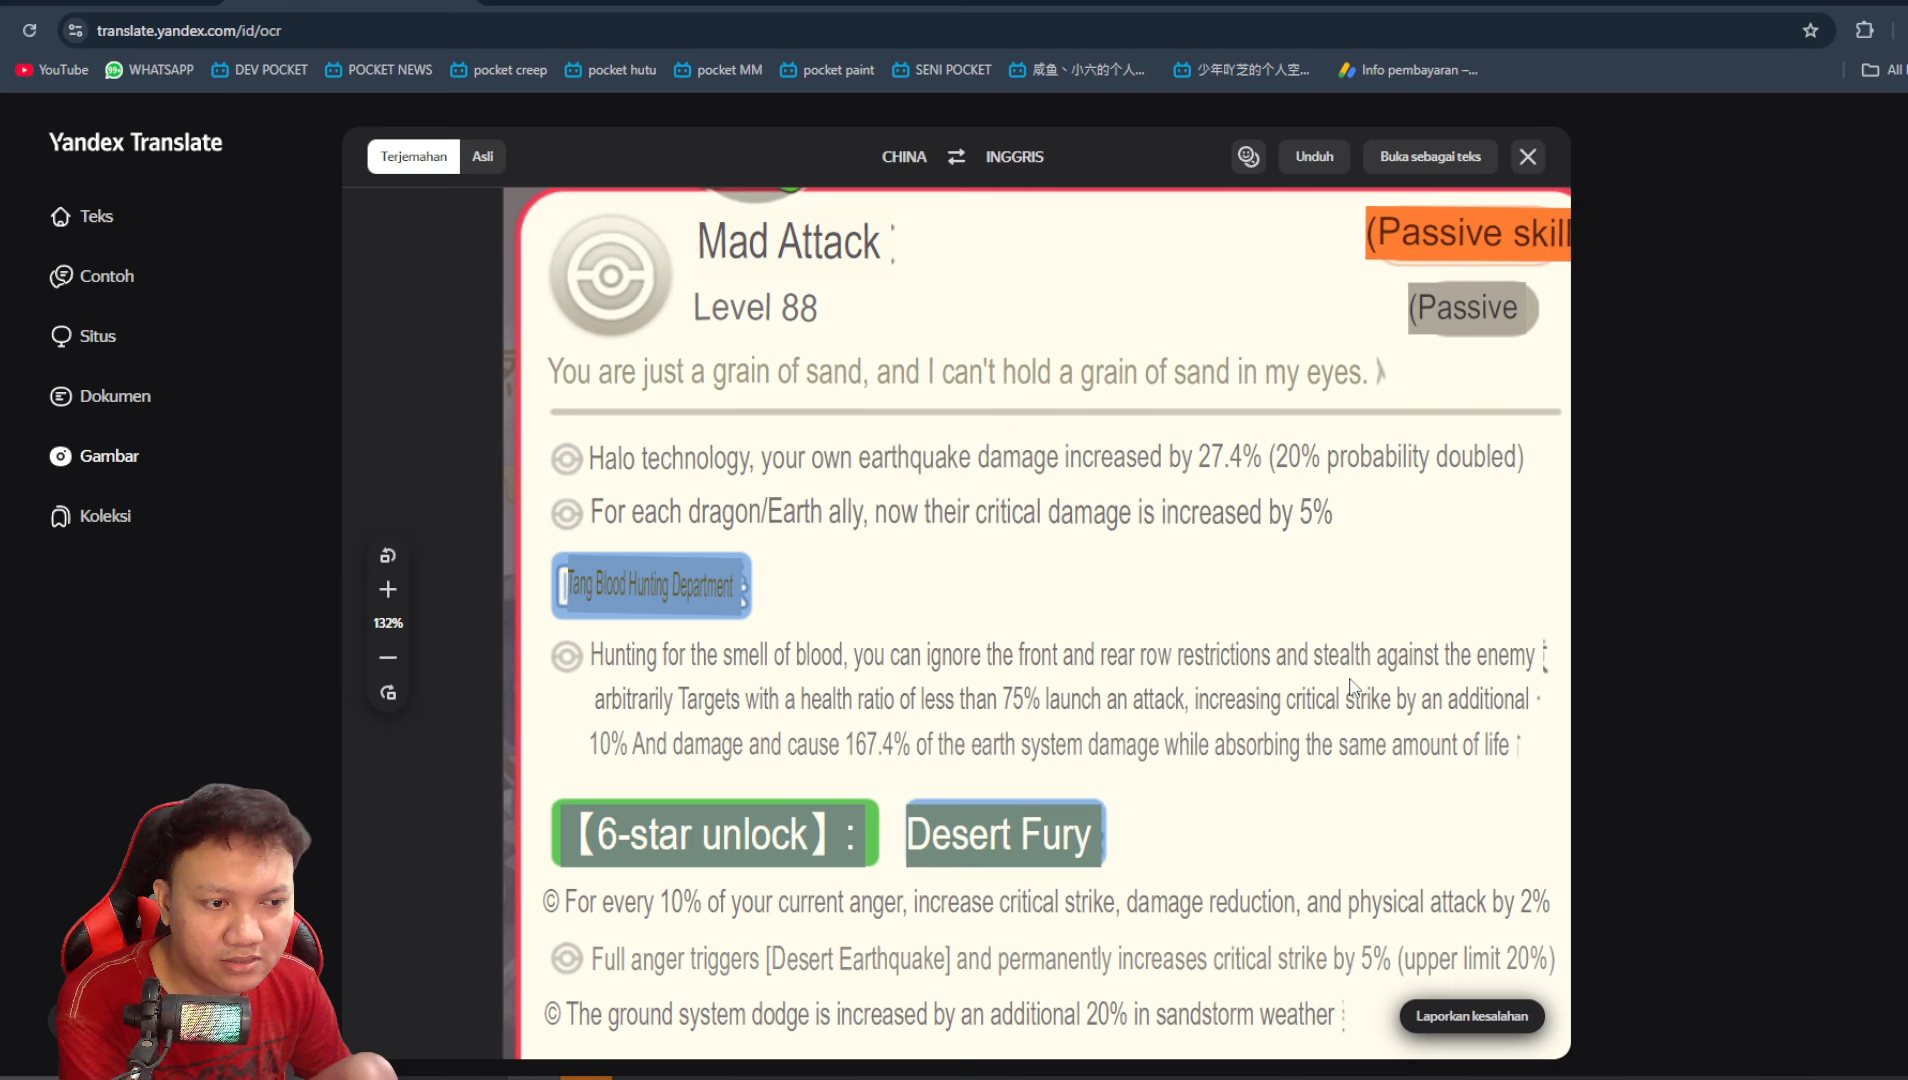 translate.yandex.com/id/ocr
YouTube
99+ WHATSAPP
DEV POCKET
POCKET NEWS
pocket creep
pocket hutu
pocket MM
pocket paint
SENI POCKET
咸鱼丶小六的个人...
少年吖芝的个人空...
Info pembayaran –...
All
Yandex Translate
Terjemahan
Asli
CHINA
INGGRIS
Unduh
Buka sebagai teks
Teks
Contoh
Situs
Dokumen
Gambar
Koleksi
132%
Mad Attack
(Passive skill
Level 88
(Passive
You are just a grain of sand, and I can't hold a grain of sand in my eyes.
Halo technology, your own earthquake damage increased by 27.4% (20% probability doubled)
For each dragon/Earth ally, now their critical damage is increased by 5%
Tang Blood Hunting Department
Hunting for the smell of blood, you can ignore the front and rear row restrictions and stealth against the enemy
arbitrarily Targets with a health ratio of less than 75% launch an attack, increasing critical strike by an additional
10% And damage and cause 167.4% of the earth system damage while absorbing the same amount of life
【6-star unlock】:
Desert Fury
© For every 10% of your current anger, increase critical strike, damage reduction, and physical attack by 2%
Full anger triggers [Desert Earthquake] and permanently increases critical strike by 5% (upper limit 20%)
© The ground system dodge is increased by an additional 20% in sandstorm weather
Laporkan kesalahan